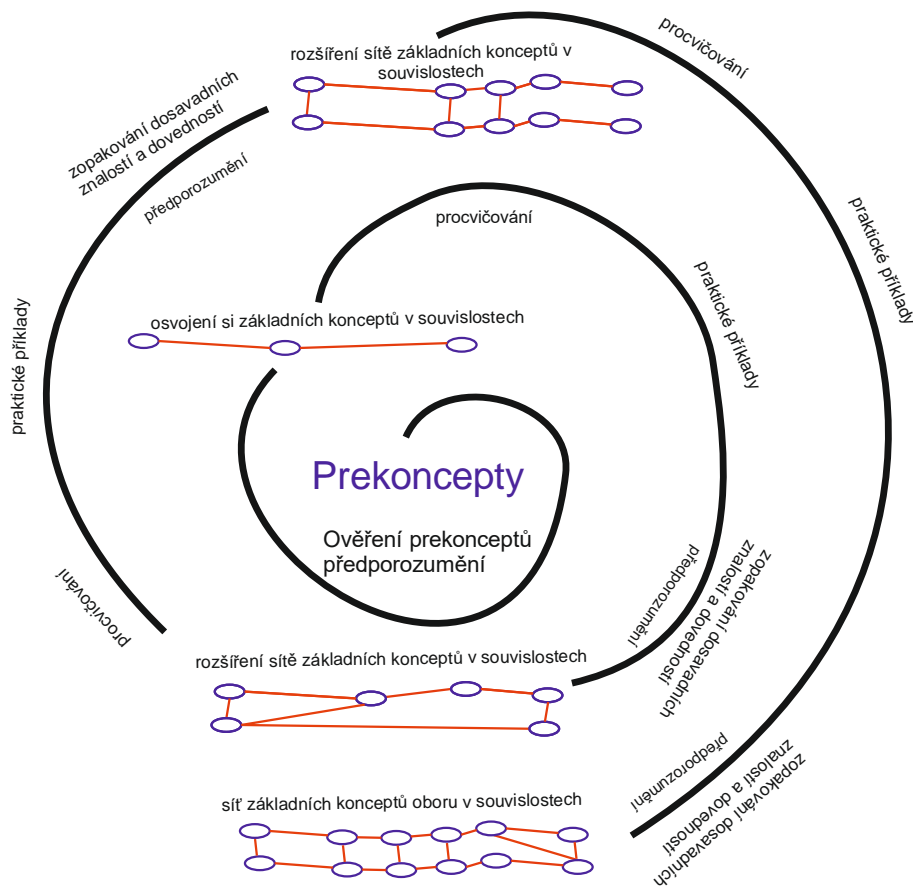 procvičování
rozšíření sítě základních konceptů v
souvislostech
zopakování dosavadních
znalostí a dovedností
předporozumění
praktické příklady
procvičování
praktické příklady
praktické příklady
osvojení si základních konceptů v souvislostech
Prekoncepty
Ověření prekonceptů
předporozumění
procvičování
zopakování dosavadních
znalostí a dovedností
předporozumění
rozšíření sítě základních konceptů v souvislostech
zopakování dosavadních
znalostí a dovedností
předporozumění
síť základních konceptů oboru v souvislostech